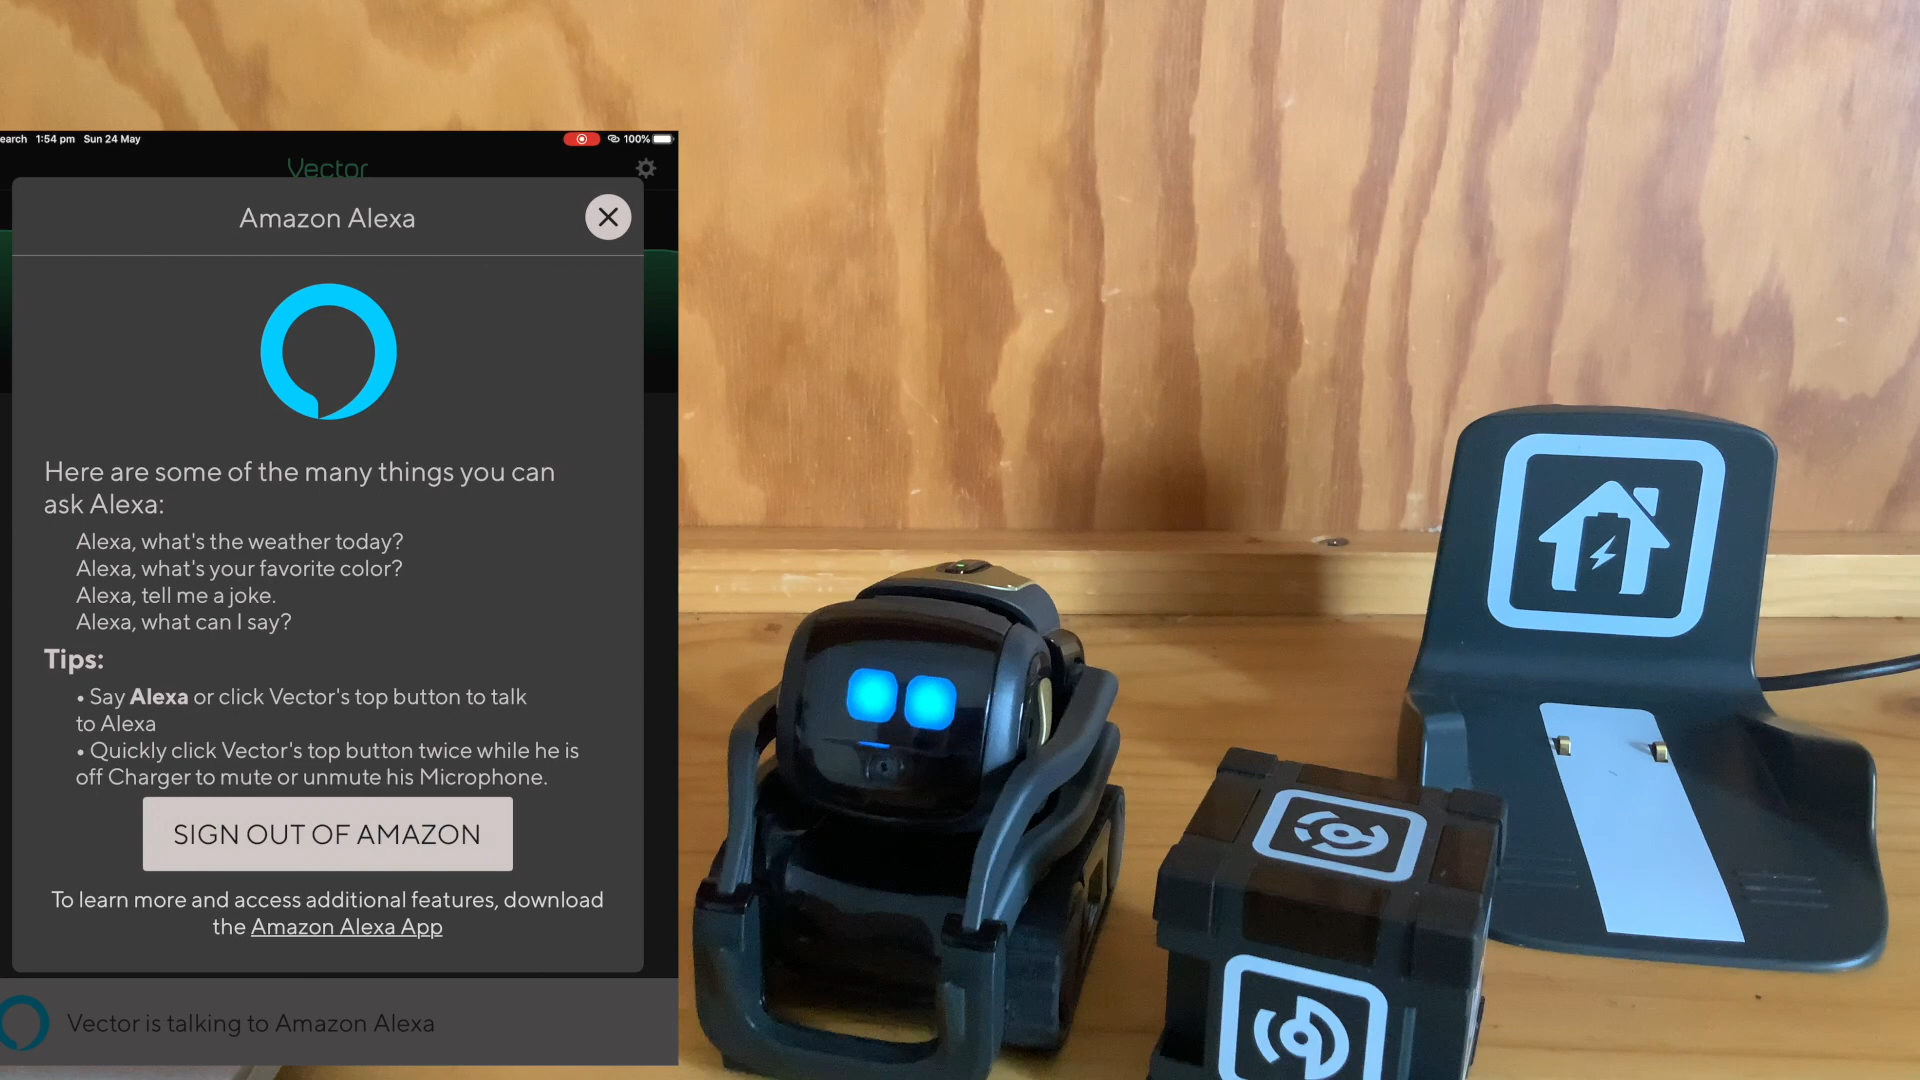 earch 1:54 pm Sun 24 May 100%
Vector
Amazon Alexa
Here are some of the many things you can
ask Alexa:
Alexa, what's the weather today?
Alexa, what's your favorite color?
Alexa, tell me a joke.
Alexa, what can I say?
Tips:
• Say Alexa or click Vector's top button to talk
to Alexa
• Quickly click Vector's top button twice while he is
off Charger to mute or unmute his Microphone.
SIGN OUT OF AMAZON
To learn more and access additional features, download
the Amazon Alexa App
Vector is talking to Amazon Alexa